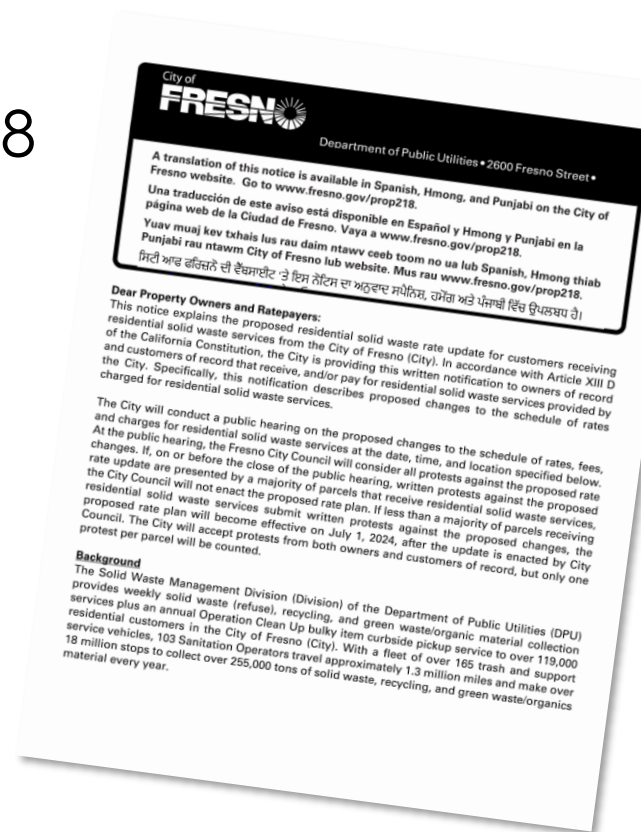 8
City of
FRESNO
Department of Public Utilities • 2600 Fresno Street •
A translation of this notice is available in Spanish, Hmong, and Punjabi on the City of
Fresno website. Go to www.fresno.gov/prop218.
Una traducción de este aviso está disponible en Español y Hmong y Punjabi en la
página web de la Ciudad de Fresno. Vaya a www.fresno.gov/prop218.
Yuav muaj kev txhais lus rau daim ntawv ceeb toom no ua lub Spanish, Hmong thiab
Punjabi rau ntawm City of Fresno lub website. Mus rau www.fresno.gov/prop218.
ਸਿਟੀ ਆਫ ਫਰਿਜ਼ਨੋ ਦੀ ਵੈੱਬਸਾਈਟ 'ਤੇ ਇਸ ਨੋਟਿਸ ਦਾ ਅਨੁਵਾਦ ਸਪੈਨਿਸ਼, ਹਮੋਂਗ ਅਤੇ ਪੰਜਾਬੀ ਵਿੱਚ ਉਪਲਬਧ ਹੈ।
Dear Property Owners and Ratepayers:
This notice explains the proposed residential solid waste rate update for customers receiving
residential solid waste services from the City of Fresno (City). In accordance with Article XIII D
of the California Constitution, the City is providing this written notification to owners of record
and customers of record that receive, and/or pay for residential solid waste services provided by
the City. Specifically, this notification describes proposed changes to the schedule of rates
charged for residential solid waste services.
The City will conduct a public hearing on the proposed changes to the schedule of rates, fees,
and charges for residential solid waste services at the date, time, and location specified below.
At the public hearing, the Fresno City Council will consider all protests against the proposed rate
changes. If, on or before the close of the public hearing, written protests against the proposed
rate update are presented by a majority of parcels that receive residential solid waste services,
the City Council will not enact the proposed rate plan. If less than a majority of parcels receiving
residential solid waste services submit written protests against the proposed changes, the
proposed rate plan will become effective on July 1, 2024, after the update is enacted by City
Council. The City will accept protests from both owners and customers of record, but only one
protest per parcel will be counted.
Background
The Solid Waste Management Division (Division) of the Department of Public Utilities (DPU)
provides weekly solid waste (refuse), recycling, and green waste/organic material collection
services plus an annual Operation Clean Up bulky item curbside pickup service to over 119,000
residential customers in the City of Fresno (City). With a fleet of over 165 trash and support
service vehicles, 103 Sanitation Operators travel approximately 1.3 million miles and make over
18 million stops to collect over 255,000 tons of solid waste, recycling, and green waste/organics
material every year.